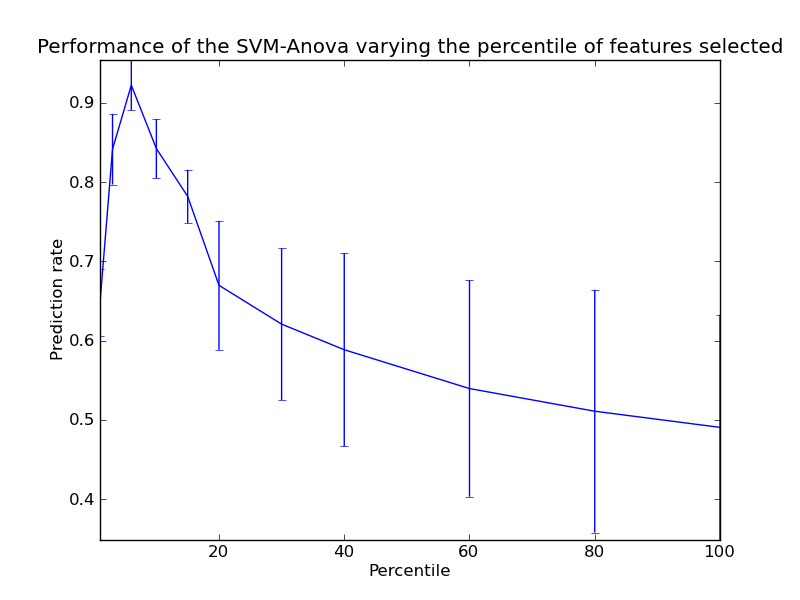 Performance of the SVM-Anova varying the percentile of features selected
0.9
0.8
0.7
0.6
0.5
0.4
Prediction rate
20 40 60 80 100
Percentile